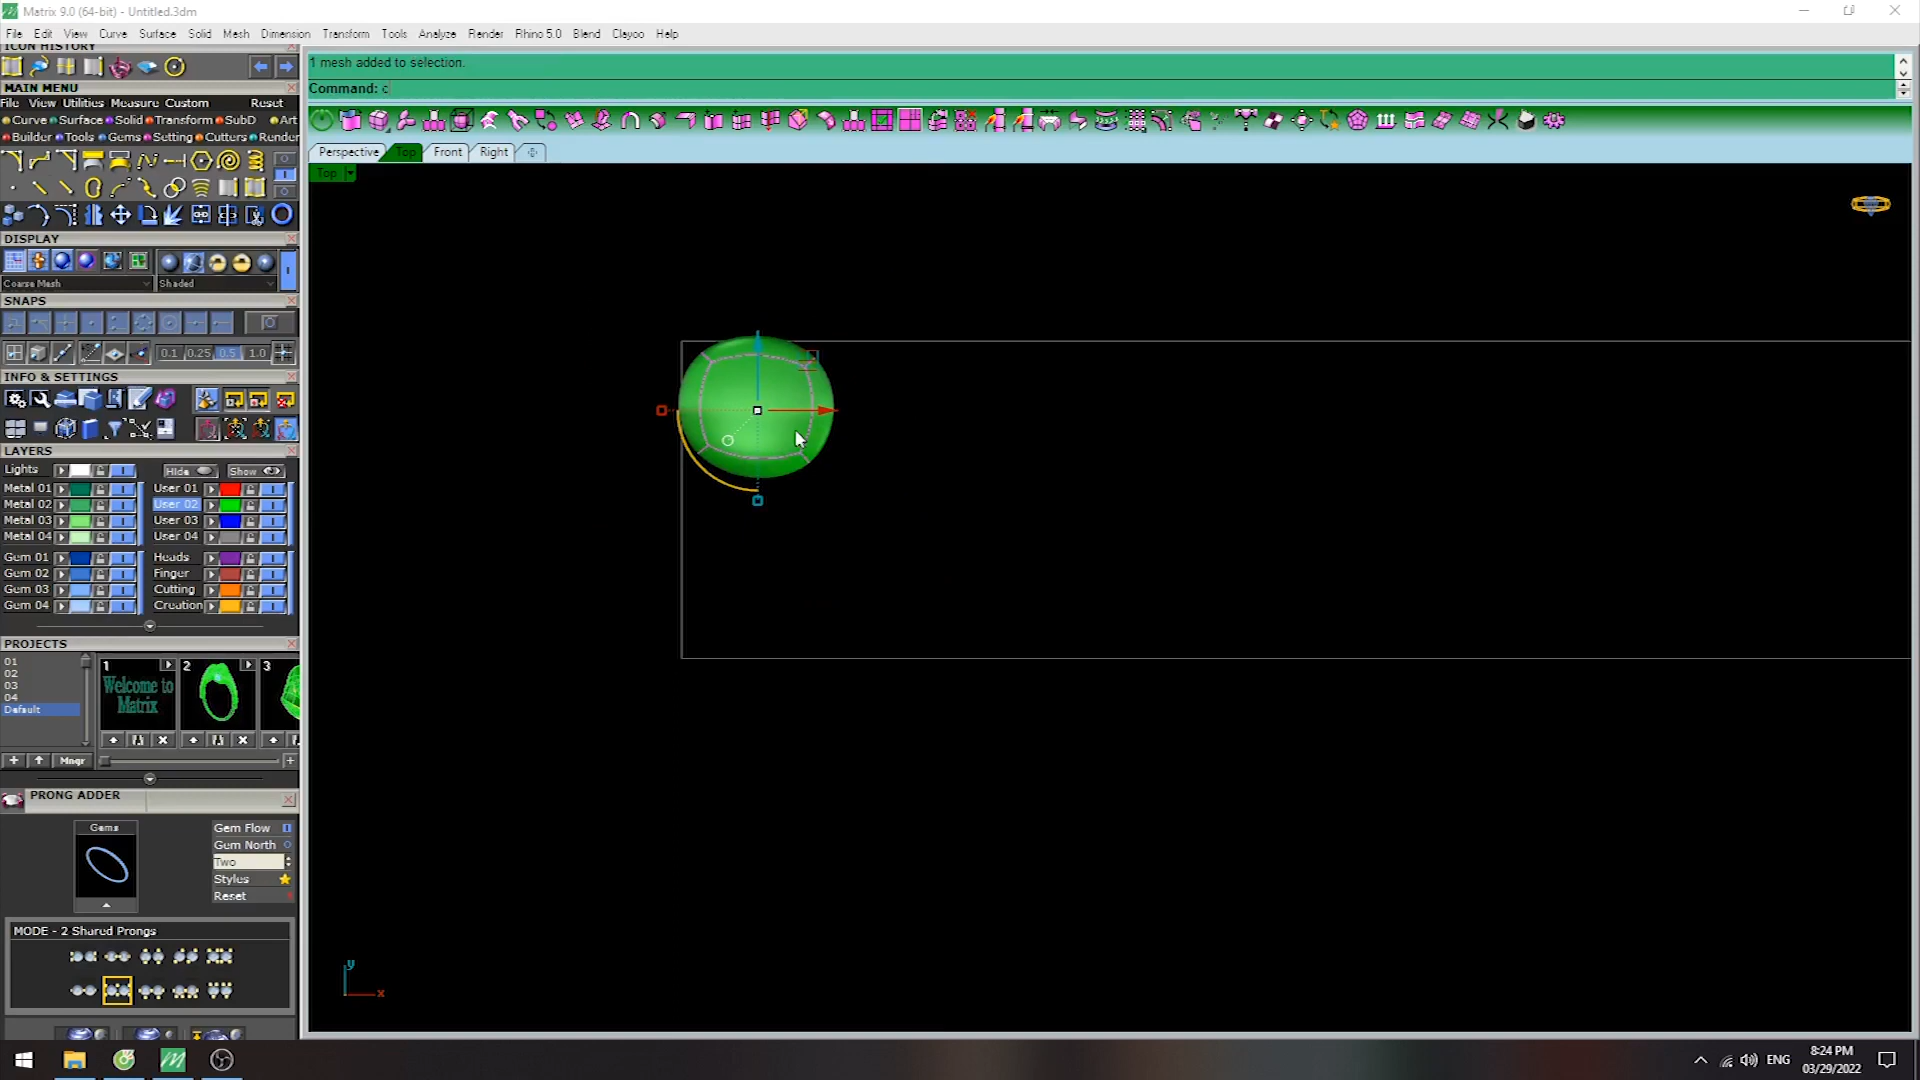 Matrix 9.0 (64-bit) - Untitled.3dm
File Edit View Curve Surface Solid Mesh Dimension Transform Tools Analyze Render Rhino 5.0 Blend Clayoo Help
ICON HISTORY
1 mesh added to selection.
MAIN MENU
Command: c
File View Utilities Measure Custom Reset
Curve Surface Solid Transform SubD Art
Builder Tools Gems Setting Cutters Render
Perspective Top Front Right
Top
DISPLAY
Coarse Mesh Shaded
SNAPS
0.1 0.25 0.5 1.0
INFO & SETTINGS
LAYERS
Lights Hide Show
Metal 01 User 01
Metal 02 User 02
Metal 03 User 03
Metal 04 User 04
Gem 01 Heads
Gem 02 Finger
Gem 03 Cutting
Gem 04 Creation
PROJECTS
01
02
03
04
Default
1 2 3
Welcome to
Matrix
Mngr
PRONG ADDER
Gems
Gem Flow
Gem North
Two
Styles
Reset
MODE - 2 Shared Prongs
y
x
ENG
8:24 PM
03/29/2022